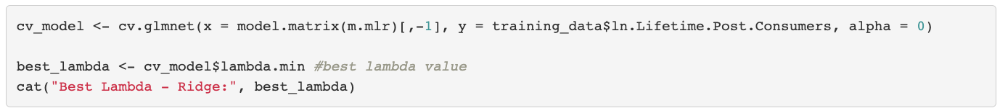 cv_model <- cv.glmnet(x = model.matrix(m.mlr)[,-1], y = training_data$ln.Lifetime.Post.Consumers, alpha = 0)
best_lambda <- cv_model$lambda.min #best lambda value
cat("Best Lambda - Ridge:", best_lambda)